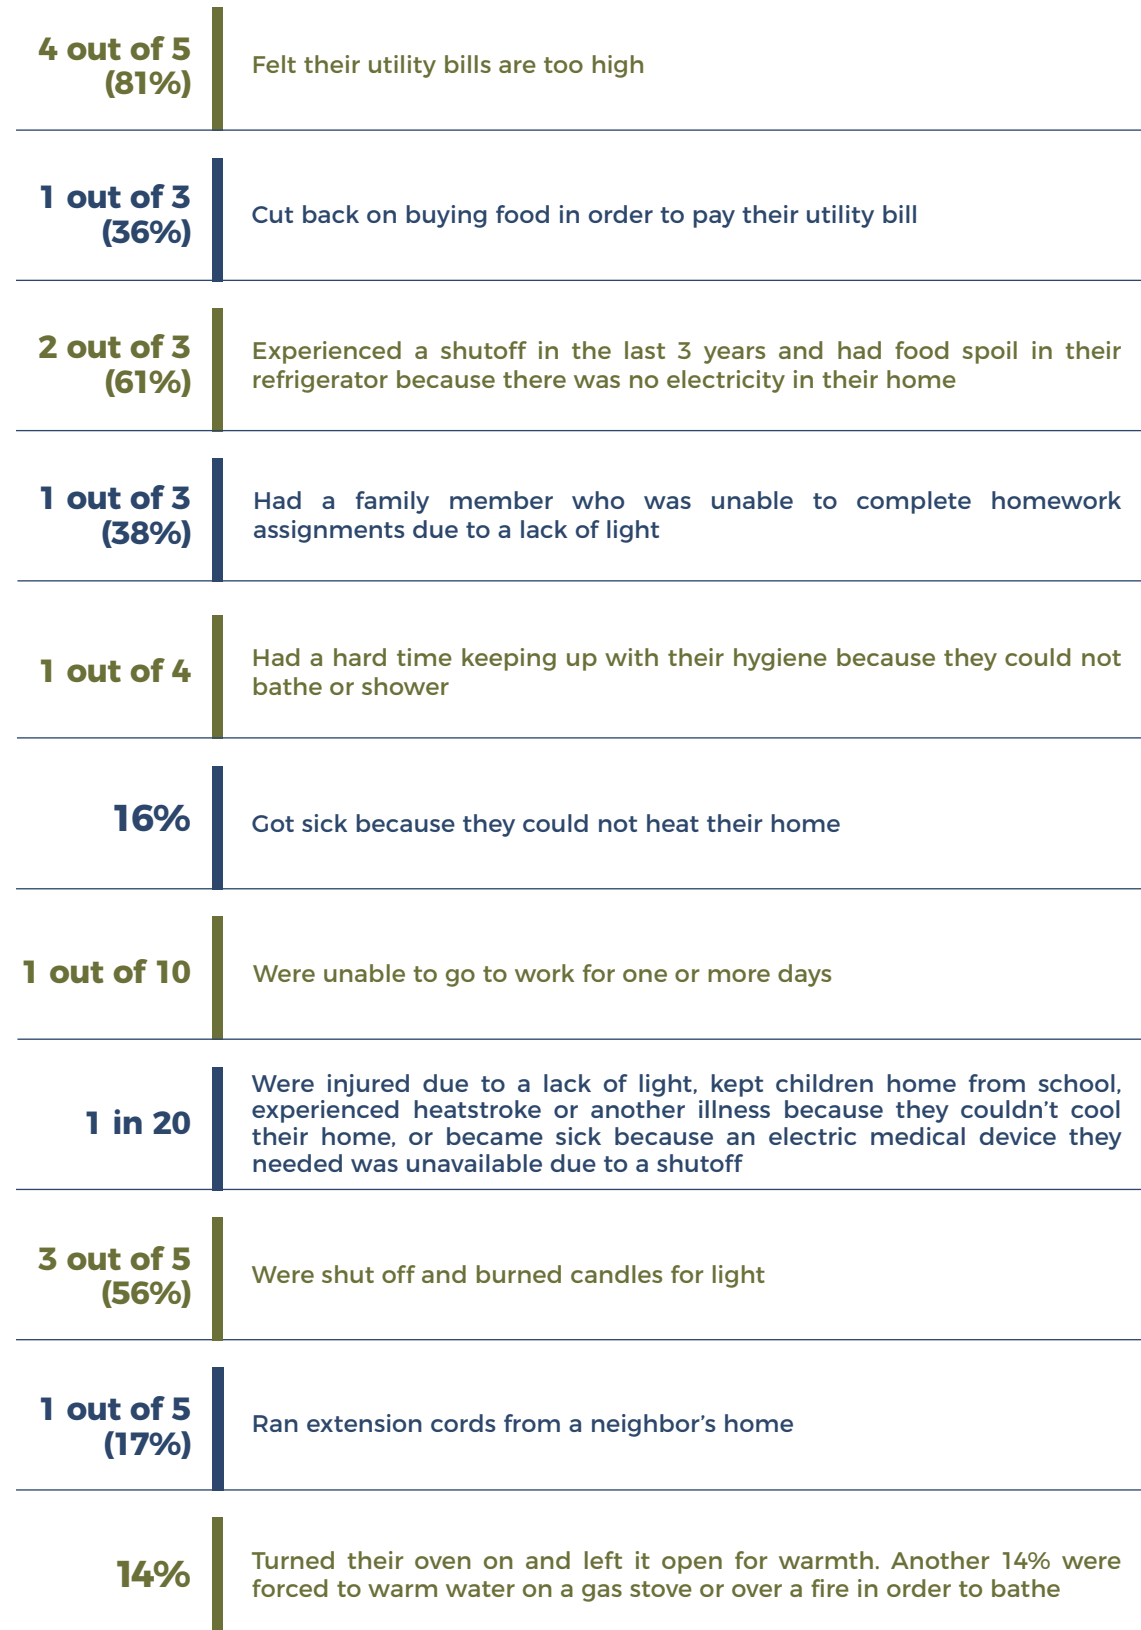 4 out of 5
(81%)
Felt their utility bills are too high
1 out of 3
(36%)
Cut back on buying food in order to pay their utility bill
2 out of 3
(61%)
Experienced a shutoff in the last 3 years and had food spoil in their
refrigerator because there was no electricity in their home
1 out of 3
(38%)
Had a family member who was unable to complete homework
assignments due to a lack of light
1 out of 4
Had a hard time keeping up with their hygiene because they could not
bathe or shower
16%
Got sick because they could not heat their home
1 out of 10
Were unable to go to work for one or more days
1 in 20
Were injured due to a lack of light, kept children home from school,
experienced heatstroke or another illness because they couldn’t cool
their home, or became sick because an electric medical device they
needed was unavailable due to a shutoff
3 out of 5
(56%)
Were shut off and burned candles for light
1 out of 5
(17%)
Ran extension cords from a neighbor’s home
14%
Turned their oven on and left it open for warmth. Another 14% were
forced to warm water on a gas stove or over a fire in order to bathe